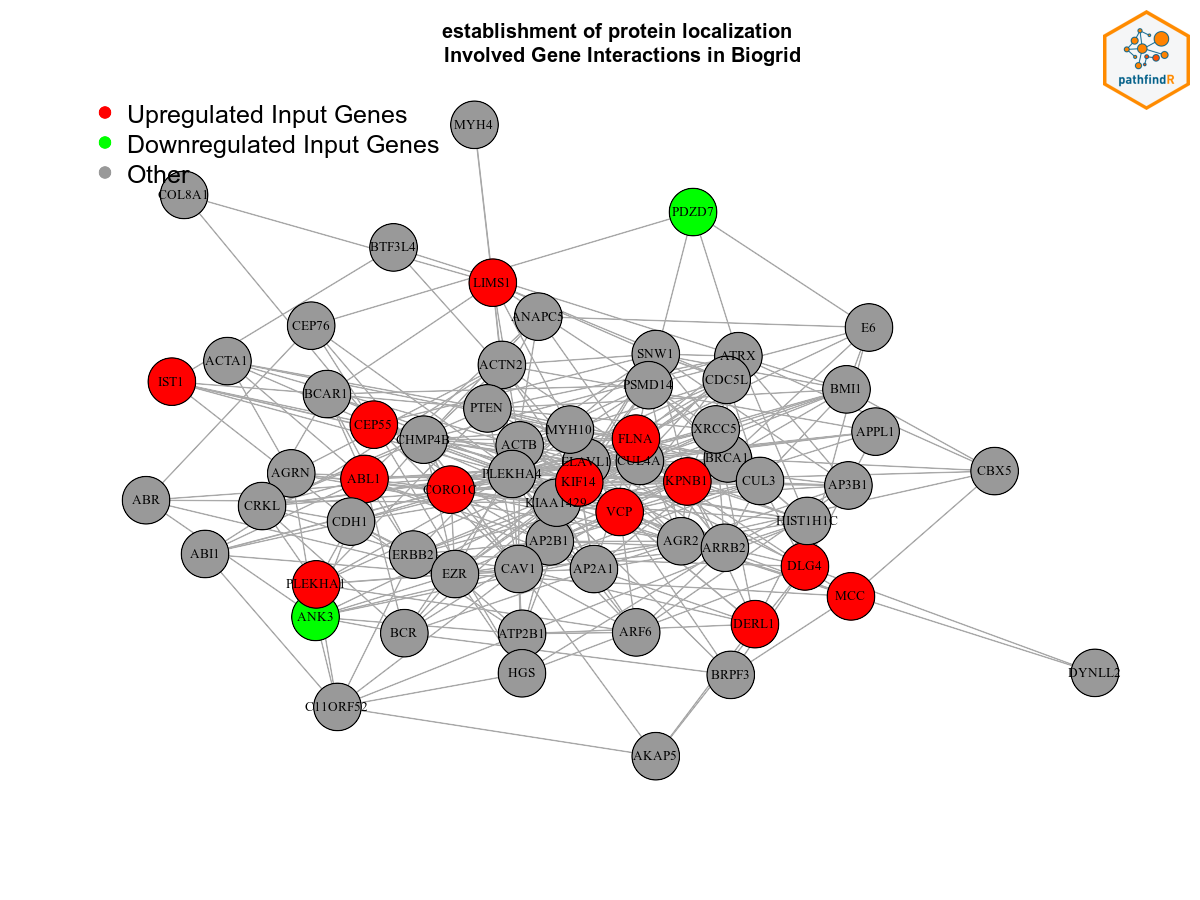 establishment of protein localization
Involved Gene Interactions in Biogrid
pathfindR
Upregulated Input Genes
Downregulated Input Genes
Other
MYH4
COL8A1
PDZD7
BTF3L4
LIMS1
ANAPC5
CEP76
E6
ACTA1
SNW1
ATRX
ACTN2
IST1
PSMD14
CDC5L
BMI1
BCAR1
PTEN
CEP55
CHMP4B
MYH10
XRCC5
APPL1
ACTB
FLNA
ELAVL1
CUL4A
BRCA1
AGRN
PLEKHA4
CBX5
ABL1
CORO1C
KIF14
KPNB1
CUL3
AP3B1
ABR
CRKL
KIAA1429
VCP
CDH1
HIST1H1C
ABI1
ERBB2
AP2B1
AGR2
ARRB2
EZR
CAV1
AP2A1
DLG4
PLEKHA1
MCC
ANK3
BCR
ATP2B1
ARF6
DERL1
HGS
BRPF3
DYNLL2
C11ORF52
AKAP5